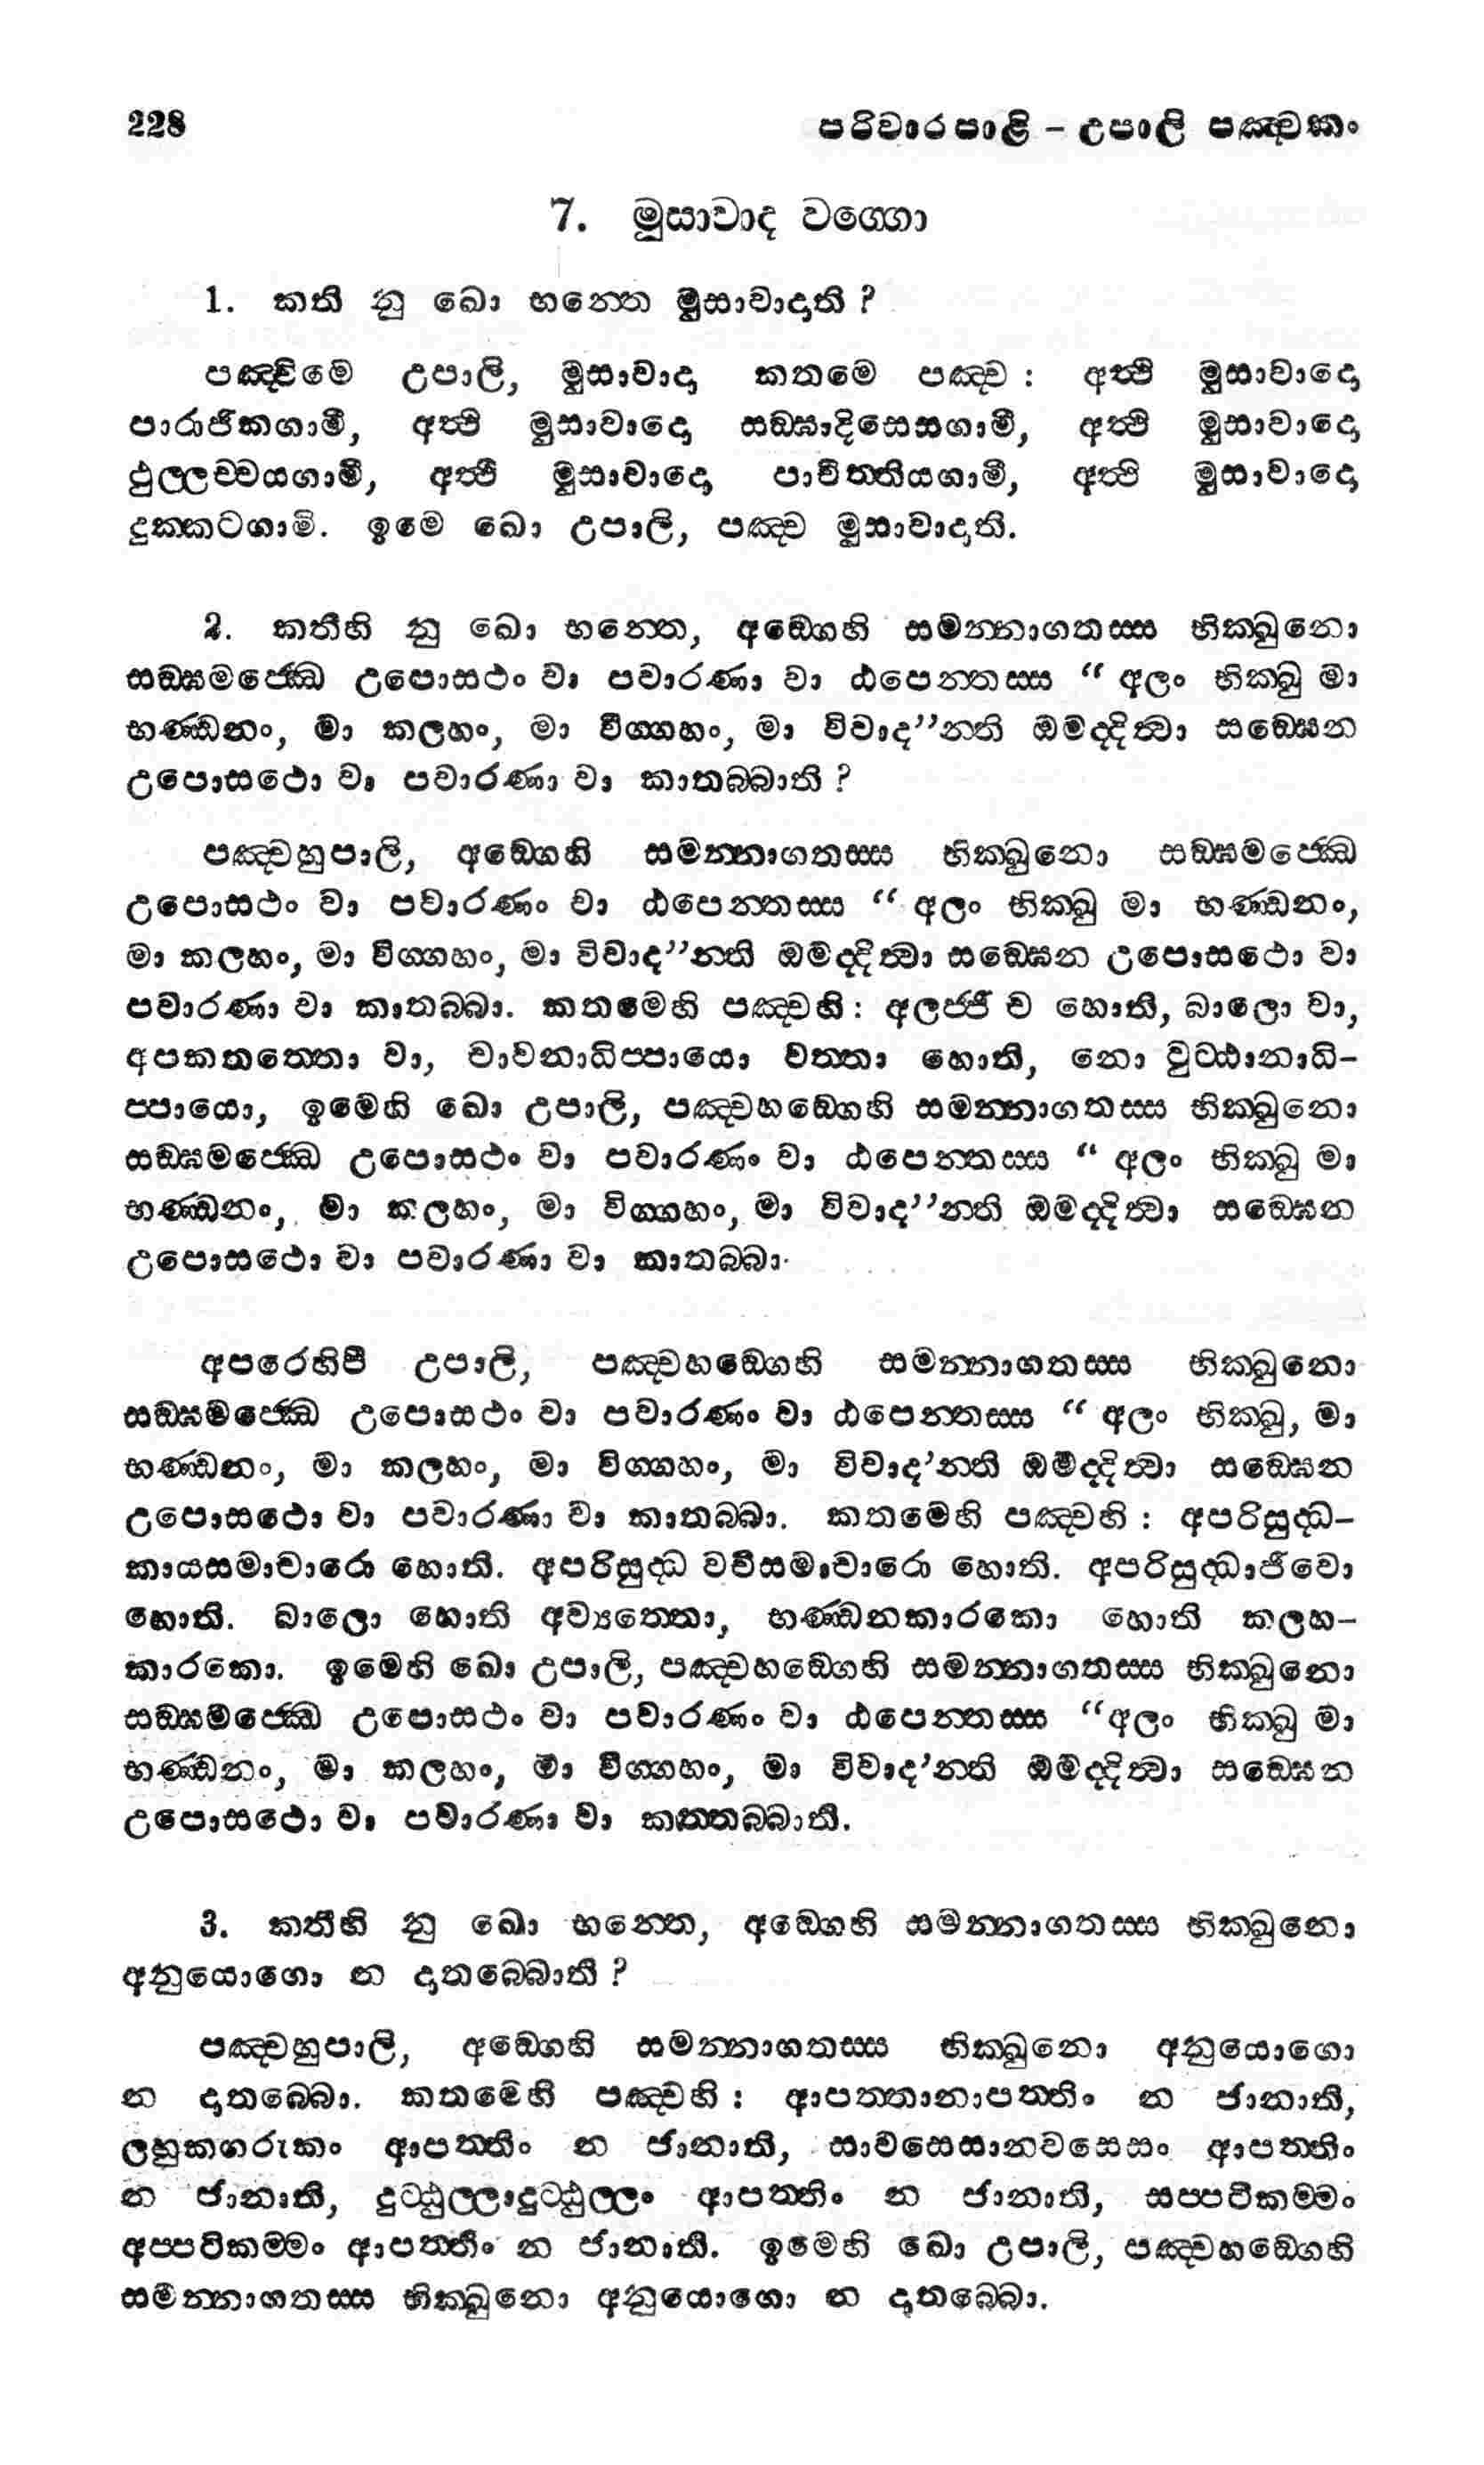 228 පරිවාරපාළි – උපාලි පඤ්චකං
7. මුසාවාද වග්ගො
1. කති නු ඛො භන්තෙ මුසාවාදාති ?
පඤ්චිමෙ උපාලි, මුසාවාදා කතමෙ පඤ්ච : අත්ථි මුසාවාදො
පාරාජිකගාමී, අත්ථි මුසාවාදො සඞ්ඝාදිසෙසගාමී, අත්ථි මුසාවාදො
ථුල්ලච්චයගාමී, අත්ථි මුසාවාදො පාචිත්තියගාමී, අත්ථි මුසාවාදො
දුක්කටගාමි. ඉමෙ ඛො උපාලි, පඤ්ච මුසාවාදාති.
2. කතීහි නු ඛො භන්තෙ, අඞ්ගෙහි සමන්නාගතස්ස භික්ඛුනො
සඞ්ඝමජ්ඣෙ උපොසථං වා පවාරණා වා ඨපෙන්තස්ස “ අලං භික්ඛු මා
භණ්ඩනං, මා කලහං, මා විග්ගහං, මා විවාද”න්ති ඔමද්දිත්වා සඞ්ඝෙන
උපොසථො වා පවාරණා වා කාතබ්බාති ?
පඤ්චහුපාලි, අඞ්ගෙහි සමන්නාගතස්ස භික්ඛුනො සඞ්ඝමජ්ඣෙ
උපොසථං වා පවාරණං වා ඨපෙන්තස්ස “ අලං භික්ඛු මා භණ්ඩනං,
මා කලහං, මා විග්ගහං, මා විවාද”න්ති ඔමද්දිත්වා සඞ්ඝෙන උපොසථො වා
පවාරණා වා කාතබ්බා. කතමෙහි පඤ්චහි : අලජ්ජී ච හොති, බාලො වා,
අපකතත්තො වා, චාවනාධිප්පායො වත්තා හොති, නො වුට්ඨානාධි-
ප්පායො, ඉමෙහි ඛො උපාලි, පඤ්චහඞ්ගෙහි සමන්නාගතස්ස භික්ඛුනො
සඞ්ඝමජ්ඣෙ උපොසථං වා පවාරණං වා ඨපෙන්තස්ස “ අලං භික්ඛු මා
භණ්ඩනං, මා කලහං, මා විග්ගහං, මා විවාද”න්ති ඔමද්දිත්වා සඞ්ඝෙන
උපොසථො වා පවාරණා වා කාතබ්බා.
අපරෙහිපි උපාලි, පඤ්චහඞ්ගෙහි සමන්නාගතස්ස භික්ඛුනො
සඞ්ඝමජ්ඣෙ උපොසථං වා පවාරණං වා ඨපෙන්තස්ස “ අලං භික්ඛු, මා
භණ්ඩනං, මා කලහං, මා විග්ගහං, මා විවාද’න්ති ඔමද්දිත්වා සඞ්ඝෙන
උපොසථො වා පවාරණා වා කාතබ්බා. කතමෙහි පඤ්චහි : අපරිසුද්ධ-
කායසමාචාරො හොති. අපරිසුද්ධ වචීසමාචාරො හොති. අපරිසුද්ධාජීවො
හොති. බාලො හොති අව්‍යත්තො, භණ්ඩනකාරකො හොති කලහ-
කාරකො. ඉමෙහි ඛො උපාලි, පඤ්චහඞ්ගෙහි සමන්නාගතස්ස භික්ඛුනො
සඞ්ඝමජ්ඣෙ උපොසථං වා පවාරණං වා ඨපෙන්තස්ස “අලං භික්ඛු මා
භණ්ඩනං, මා කලහං, මා විග්ගහං, මා විවාද’න්ති ඔමද්දිත්වා සඞ්ඝෙන
උපොසථො වා පවාරණා වා කත්තබ්බාති.
3. කතීහි නු ඛො භන්තෙ, අඞ්ගෙහි සමන්නාගතස්ස භික්ඛුනො
අනුයොගො න දාතබ්බොති ?
පඤ්චහුපාලි, අඞ්ගෙහි සමන්නාගතස්ස භික්ඛුනො අනුයොගො
න දාතබ්බො. කතමෙහි පඤ්චහි : ආපත්තානාපත්තිං න ජානාති,
ලහුකගරුකං ආපත්තිං න ජානාති, සාවසෙසානවසෙසං ආපත්තිං
න ජානාති, දුට්ඨුල්ලාදුට්ඨුල්ලං ආපත්තිං න ජානාති, සප්පටිකම්මං
අප්පටිකම්මං ආපත්තිං න ජානාති. ඉමෙහි ඛො උපාලි, පඤ්චහඞ්ගෙහි
සමන්නාගතස්ස භික්ඛුනො අනුයොගො න දාතබ්බො.